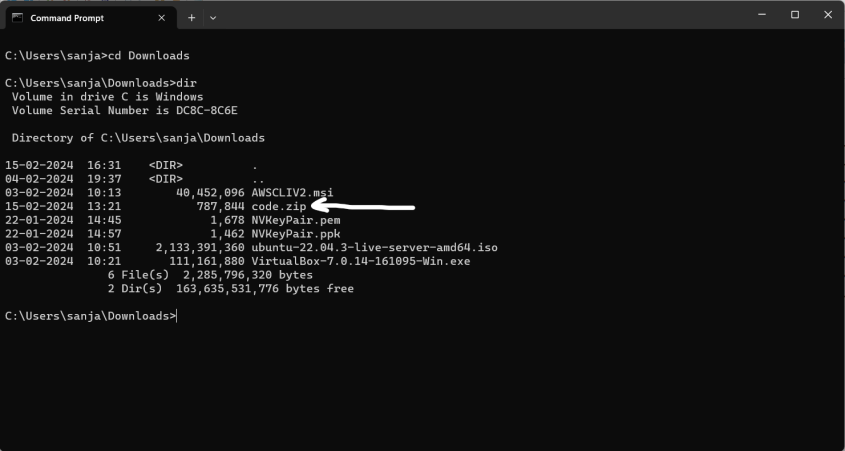 Command Prompt
C:\Users\sanja>cd Downloads
C:\Users\sanja\Downloads>dir
 Volume in drive C is Windows
 Volume Serial Number is DC8C-8C6E
 Directory of C:\Users\sanja\Downloads
15-02-2024  16:31    <DIR>          .
04-02-2024  19:37    <DIR>          ..
03-02-2024  10:13        40,452,096 AWSCLIV2.msi
15-02-2024  13:21           787,844 code.zip
22-01-2024  14:45             1,678 NVKeyPair.pem
22-01-2024  14:57             1,462 NVKeyPair.ppk
03-02-2024  10:51     2,133,391,360 ubuntu-22.04.3-live-server-amd64.iso
03-02-2024  10:21       111,161,880 VirtualBox-7.0.14-161095-Win.exe
               6 File(s)  2,285,796,320 bytes
               2 Dir(s)  163,635,531,776 bytes free
C:\Users\sanja\Downloads>